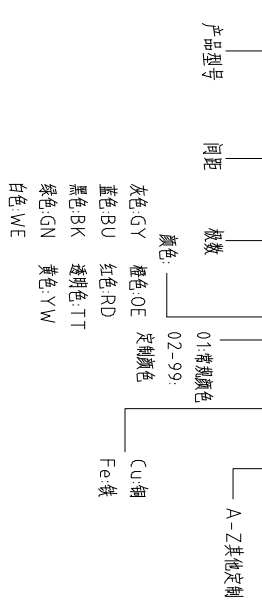 产品型号
间距
极数
颜色:
灰色:GY 橙色:OE
蓝色:BU 红色:RD
黑色:BK 透明色:TT
绿色:GN 黄色:YW
白色:WE
01:常规颜色
02-99:
定制颜色
Cu:铜
Fe:铁
A-Z其他定制